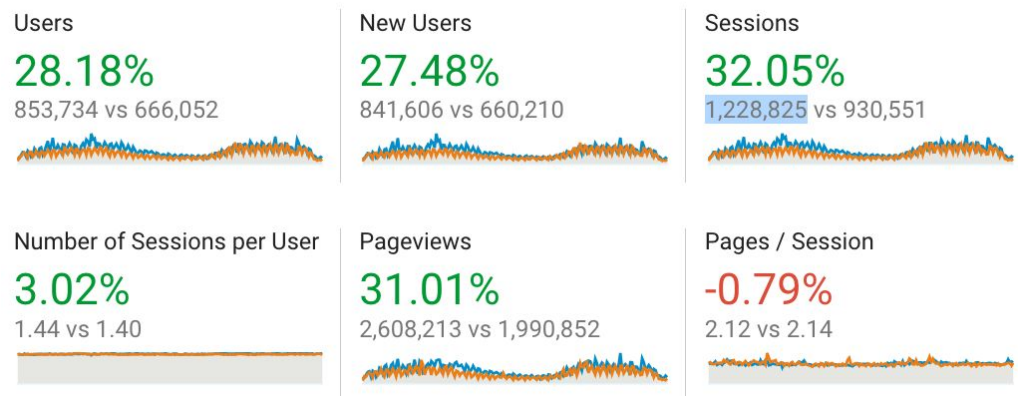 Users
28.18%
853,734 vs 666,052
New Users
27.48%
841,606 vs 660,210
Sessions
32.05%
1,228,825 vs 930,551
Number of Sessions per User
3.02%
1.44 vs 1.40
Pageviews
31.01%
2,608,213 vs 1,990,852
Pages / Session
-0.79%
2.12 vs 2.14